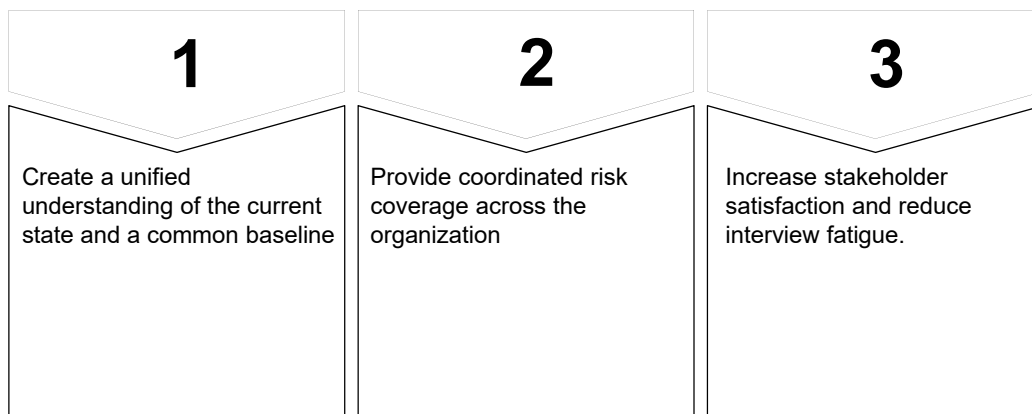 1
Create a unified
understanding of the current
state and a common baseline
2
Provide coordinated risk
coverage across the
organization
3
Increase stakeholder
satisfaction and reduce
interview fatigue.